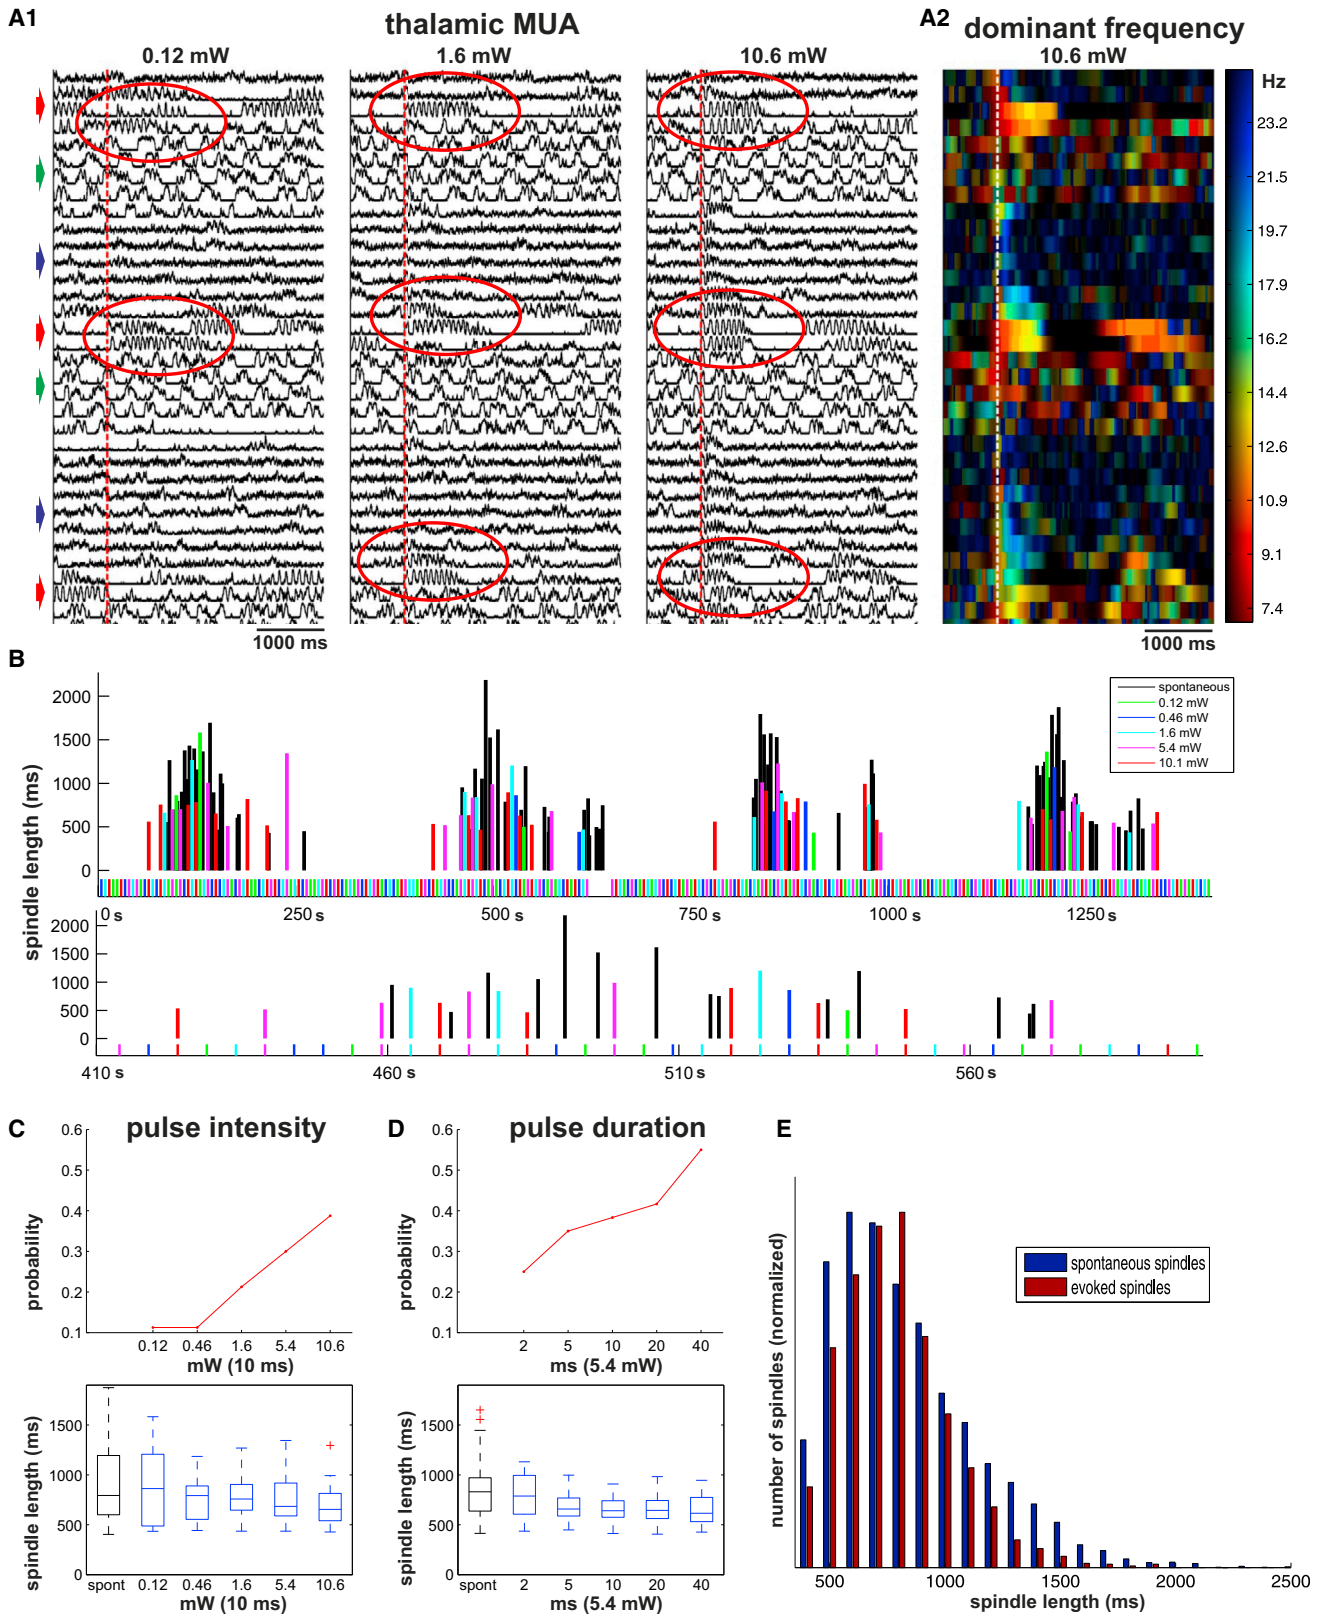 A1
thalamic MUA
A2
dominant frequency
0.12 mW
1.6 mW
10.6 mW
10.6 mW
Hz
23.2
21.5
19.7
17.9
16.2
14.4
12.6
10.9
9.1
7.4
1000 ms
1000 ms
B
spindle length (ms)
2000
1500
1000
500
0
spontaneous
0.12 mW
0.46 mW
1.6 mW
5.4 mW
10.1 mW
0 s
250 s
500 s
750 s
1000 s
1250 s
2000
1500
1000
500
0
410 s
460 s
510 s
560 s
C
pulse intensity
probability
0.6
0.5
0.4
0.3
0.2
0.1
0.12
0.46
1.6
5.4
10.6
mW (10 ms)
spindle length (ms)
1500
1000
500
0
spont
0.12
0.46
1.6
5.4
10.6
mW (10 ms)
D
pulse duration
probability
0.6
0.5
0.4
0.3
0.2
0.1
2
5
10
20
40
ms (5.4 mW)
spindle length (ms)
1500
1000
500
0
spont
2
5
10
20
40
ms (5.4 mW)
E
number of spindles (normalized)
spontaneous spindles
evoked spindles
500
1000
1500
2000
2500
spindle length (ms)